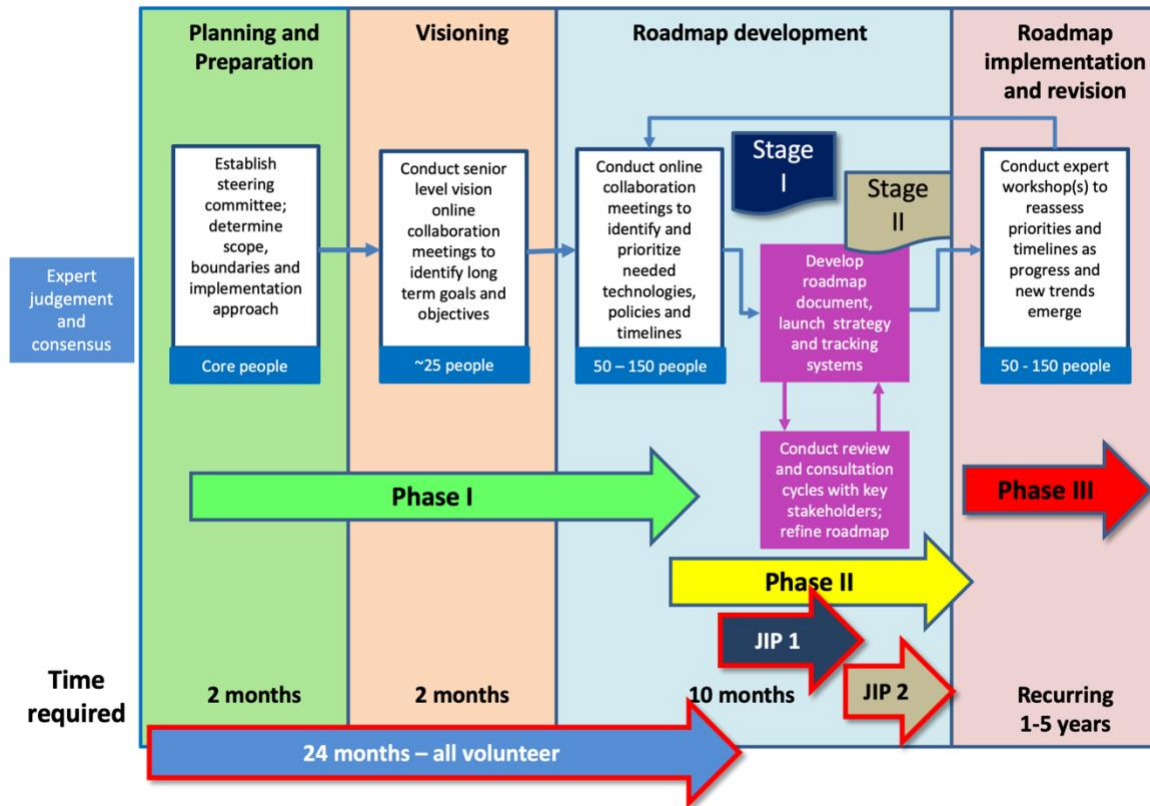 Planning and
Preparation
Visioning
Roadmap development
Roadmap
implementation
and revision
Expert
judgement
and
consensus
Establish
steering
committee;
determine
scope,
boundaries and
implementation
approach
Core people
Conduct senior
level vision
online
collaboration
meetings to
identify long
term goals and
objectives
~25 people
Conduct online
collaboration
meetings to
identify and
prioritize
needed
technologies,
policies and
timelines
50 – 150 people
Stage
I
Stage
II
Develop
roadmap
document,
launch strategy
and tracking
systems
Conduct review
and consultation
cycles with key
stakeholders;
refine roadmap
Conduct expert
workshop(s) to
reassess
priorities and
timelines as
progress and
new trends
emerge
50 - 150 people
Phase I
Phase II
Phase III
JIP 1
JIP 2
Time
required
2 months
2 months
10 months
Recurring
1-5 years
24 months – all volunteer